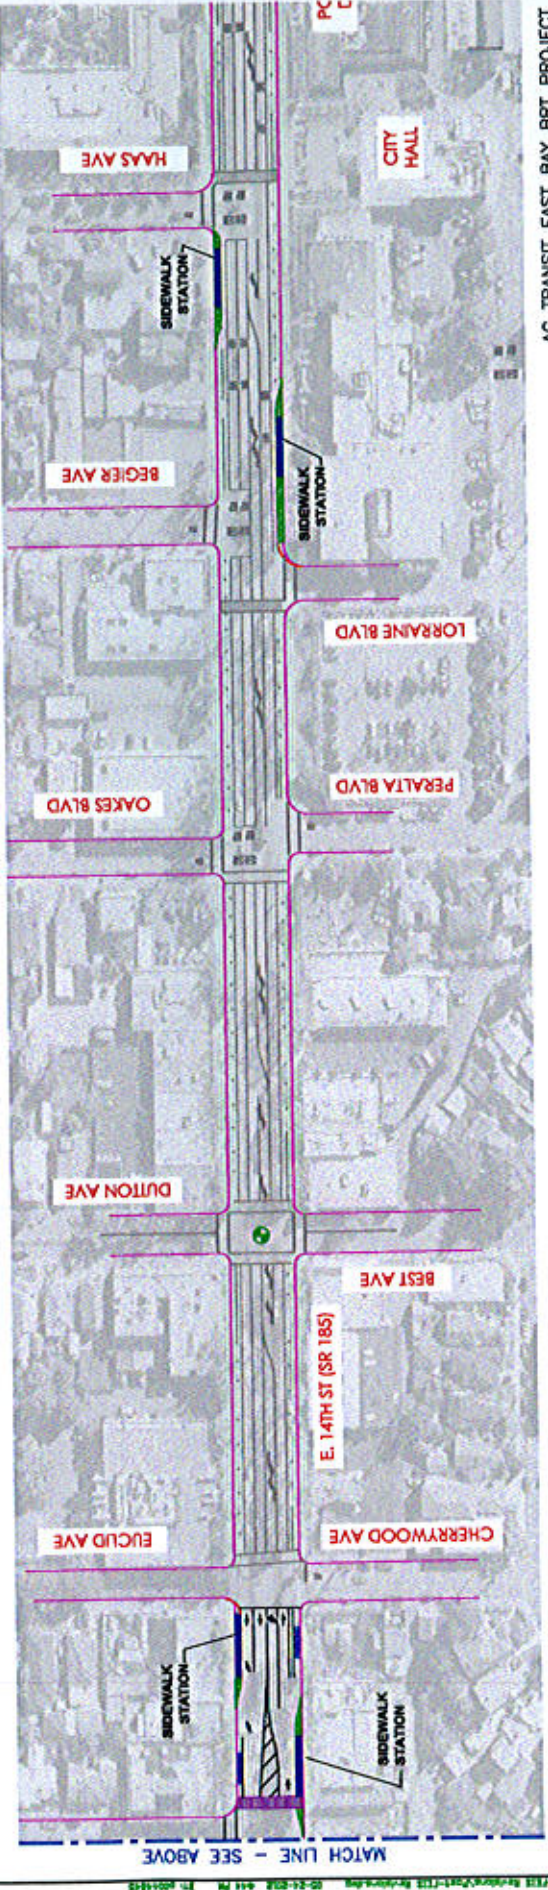 AC TRANSIT EAST BAY BRT PROJECT
HAAS AVE
CITY
HALL
SIDEWALK
STATION
BEGIER AVE
SIDEWALK
STATION
LORRAINE BLVD
OAKES BLVD
PERALTA BLVD
DUTTON AVE
BEST AVE
E. 14TH ST (SR 185)
EUCLID AVE
CHERRYWOOD AVE
SIDEWALK
STATION
SIDEWALK
STATION
MATCH LINE - SEE ABOVE